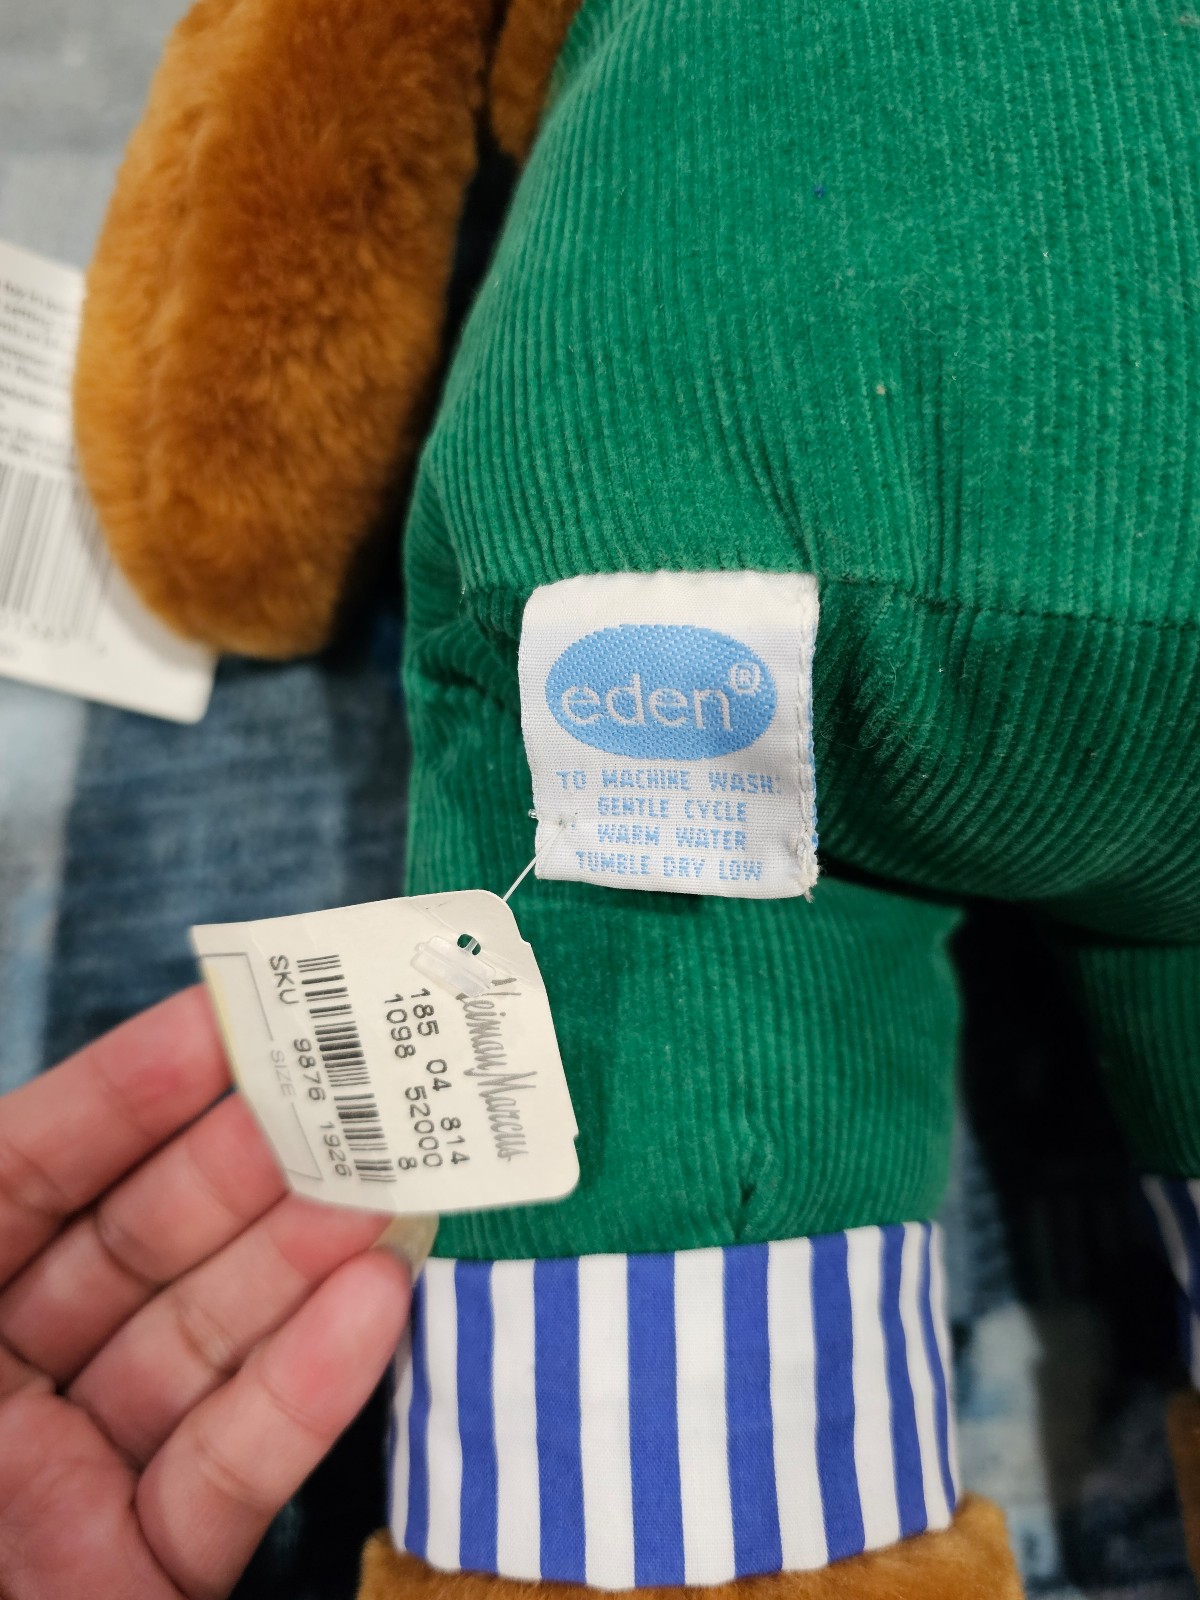 eden®
TO MACHINE WASH:
GENTLE CYCLE
WARM WATER
TUMBLE DRY LOW
Neiman Marcus
185 04 814
1098 52000
8
SKU 9876 1926
SIZE